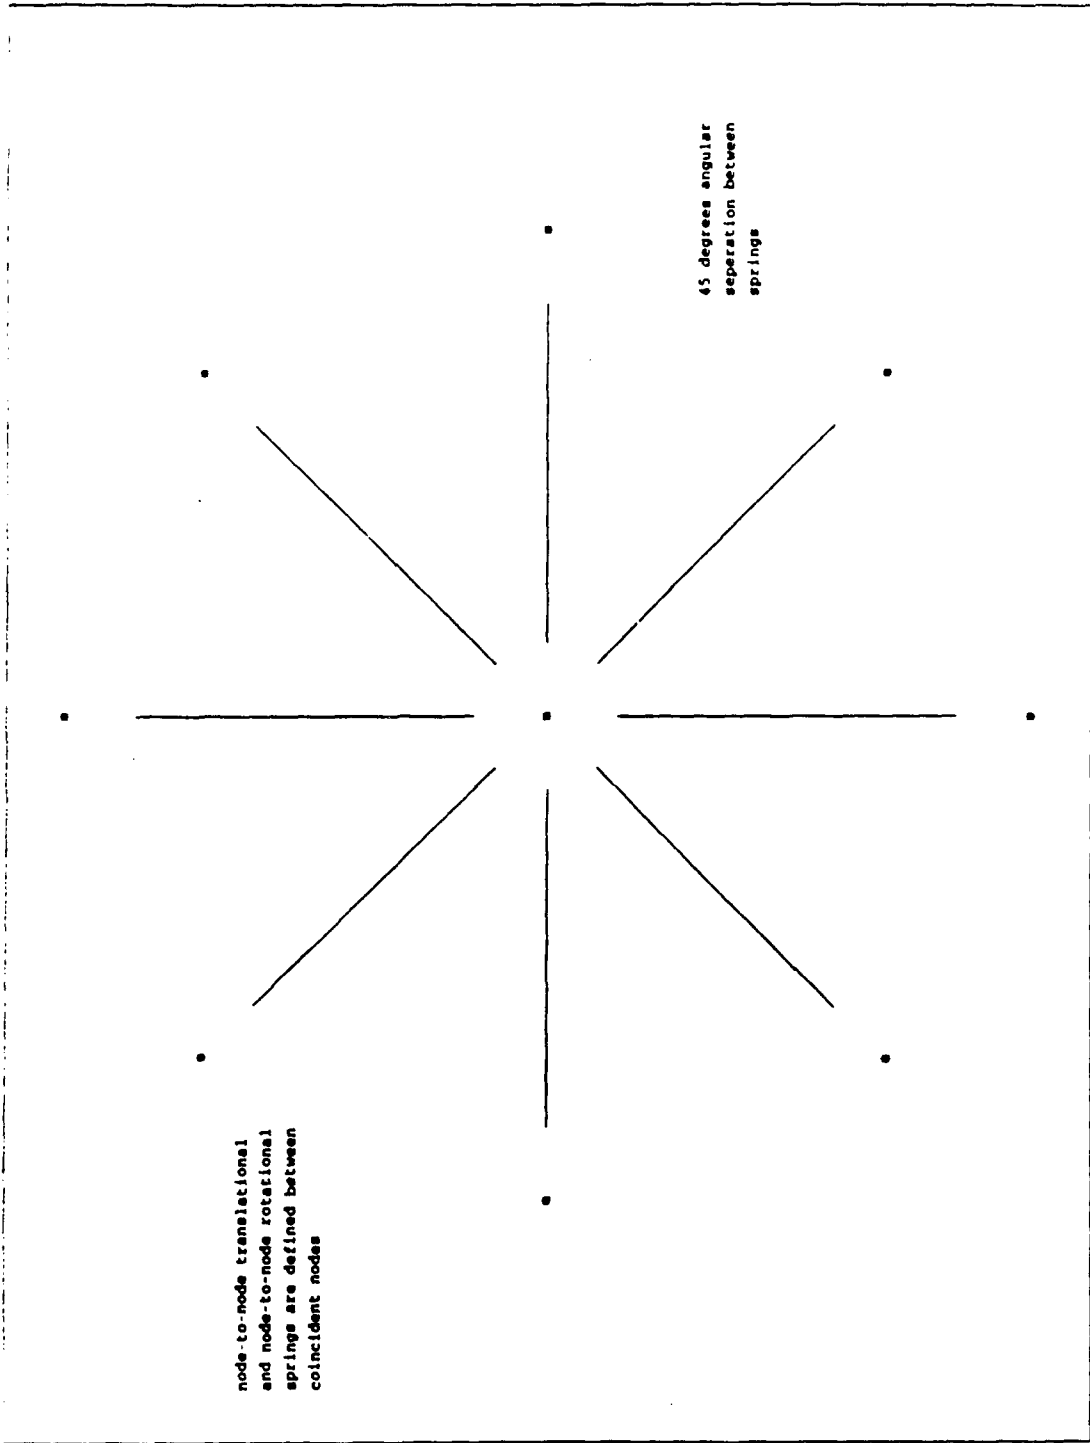 node-to-node translational
and node-to-node rotational
springs are defined between
coincident nodes
45 degrees angular
seperation between
springs